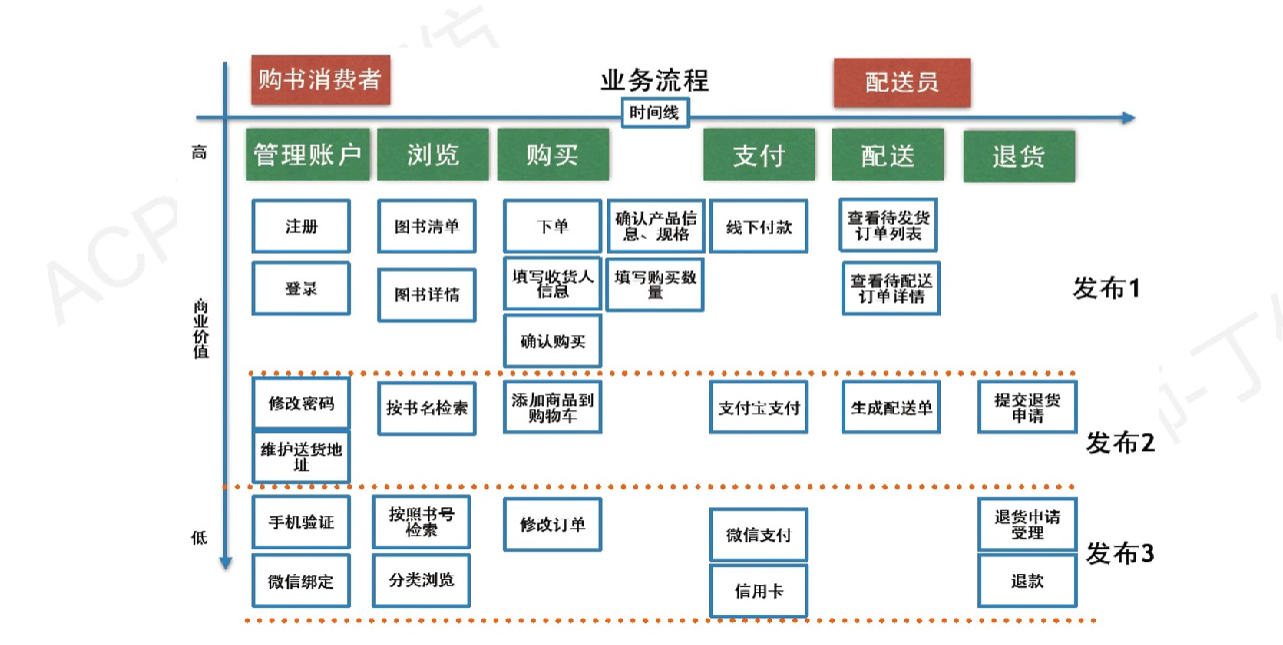 购书消费者
业务流程
配送员
时间线
高
管理账户
浏览
购买
支付
配送
退货
注册
图书清单
下单
确认产品信
息、规格
线下付款
查看待发货
订单列表
登录
图书详情
填写收货人
信息
填写购买数
量
查看待配送
订单详情
发布1
确认购买
商业价值
修改密码
按书名检索
添加商品到
购物车
支付宝支付
生成配送单
提交退货
申请
维护送货地
址
发布2
手机验证
按照书号
检索
修改订单
微信支付
退货申请
受理
低
发布3
微信绑定
分类浏览
信用卡
退款
ACP